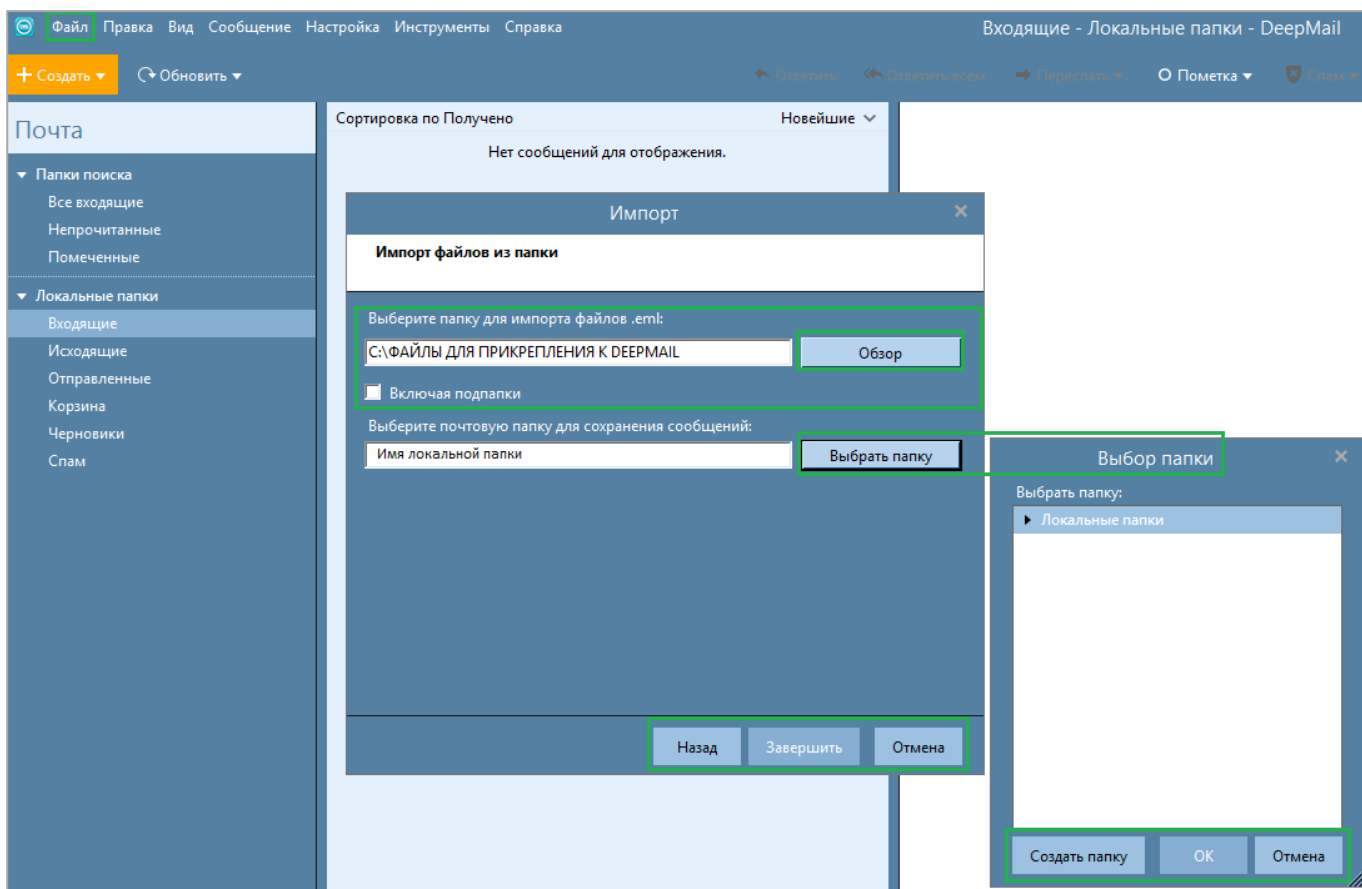 Файл Правка Вид Сообщение Настройка Инструменты Справка
Входящие - Локальные папки - DeepMail
+ Создать
Обновить
Ответить
Ответить всем
Переслать
Пометка
Спам
Почта
Папки поиска
Все входящие
Непрочитанные
Помеченные
Локальные папки
Входящие
Исходящие
Отправленные
Корзина
Черновики
Спам
Сортировка по Получено
Новейшие
Нет сообщений для отображения.
Импорт
Импорт файлов из папки
Выберите папку для импорта файлов .eml:
C:\ФАЙЛЫ ДЛЯ ПРИКРЕПЛЕНИЯ К DEEPMAIL
Обзор
Включая подпапки
Выберите почтовую папку для сохранения сообщений:
Имя локальной папки
Выбрать папку
Назад
Завершить
Отмена
Выбор папки
Выбрать папку:
Локальные папки
Создать папку
OK
Отмена